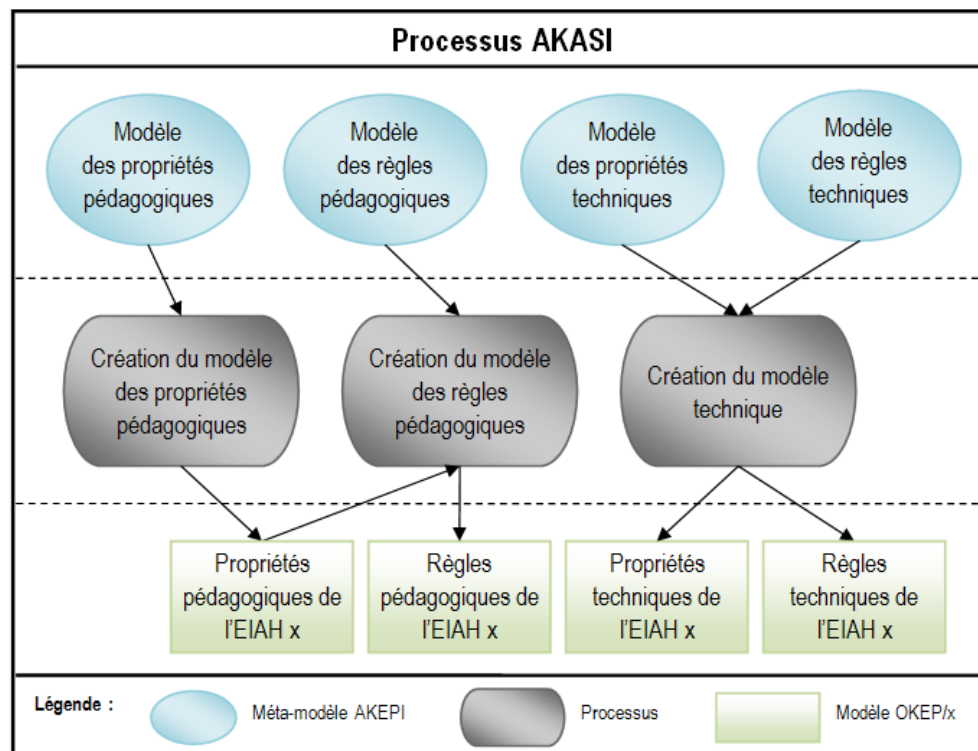 Processus AKASI
Modèle
des propriétés
pédagogiques
Modèle
des règles
pédagogiques
Modèle
des propriétés
techniques
Modèle
des règles
techniques
Création du modèle
des propriétés
pédagogiques
Création du modèle
des règles
pédagogiques
Création du modèle
technique
Propriétés
pédagogiques de
l'EIAH x
Règles
pédagogiques de
l'EIAH x
Propriétés
techniques de
l'EIAH x
Règles
techniques de
l'EIAH x
Légende :
Méta-modèle AKEPI
Processus
Modèle OKEP/x